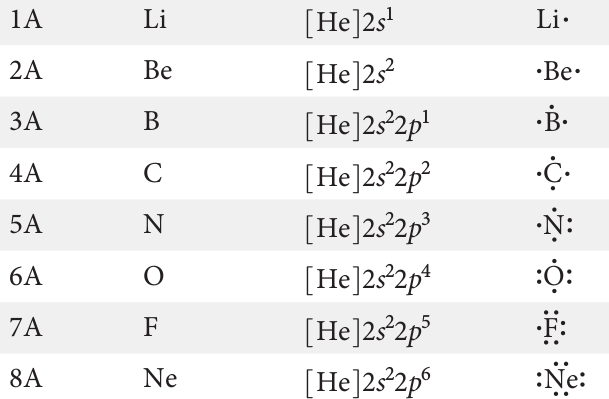 1A Li [He]2s¹ Li·
2A Be [He]2s² ·Be·
3A B [He]2s²2p¹ ·Ḃ·
4A C [He]2s²2p² ·Ċ̣·
5A N [He]2s²2p³ ·Ṇ̇:
6A O [He]2s²2p⁴ :Ọ̇:
7A F [He]2s²2p⁵ ·F̤̈:
8A Ne [He]2s²2p⁶ :N̤̈e: